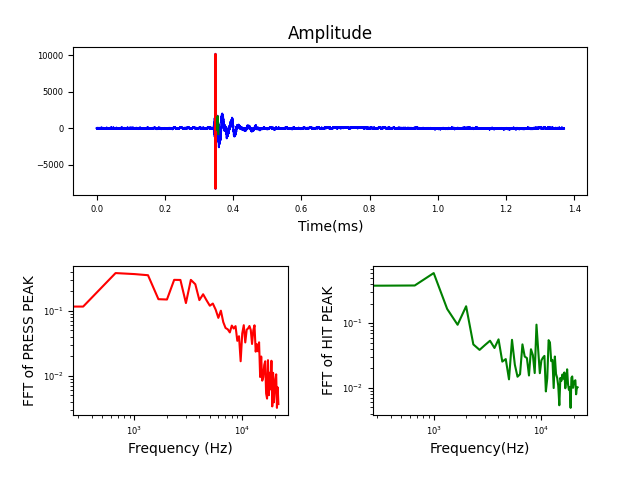 Amplitude
10000
5000
0
−5000
0.0 0.2 0.4 0.6 0.8 1.0 1.2 1.4
Time(ms)
FFT of PRESS PEAK
10⁻¹
10⁻²
10³ 10⁴
Frequency (Hz)
FFT of HIT PEAK
10⁻¹
10⁻²
10³ 10⁴
Frequency(Hz)